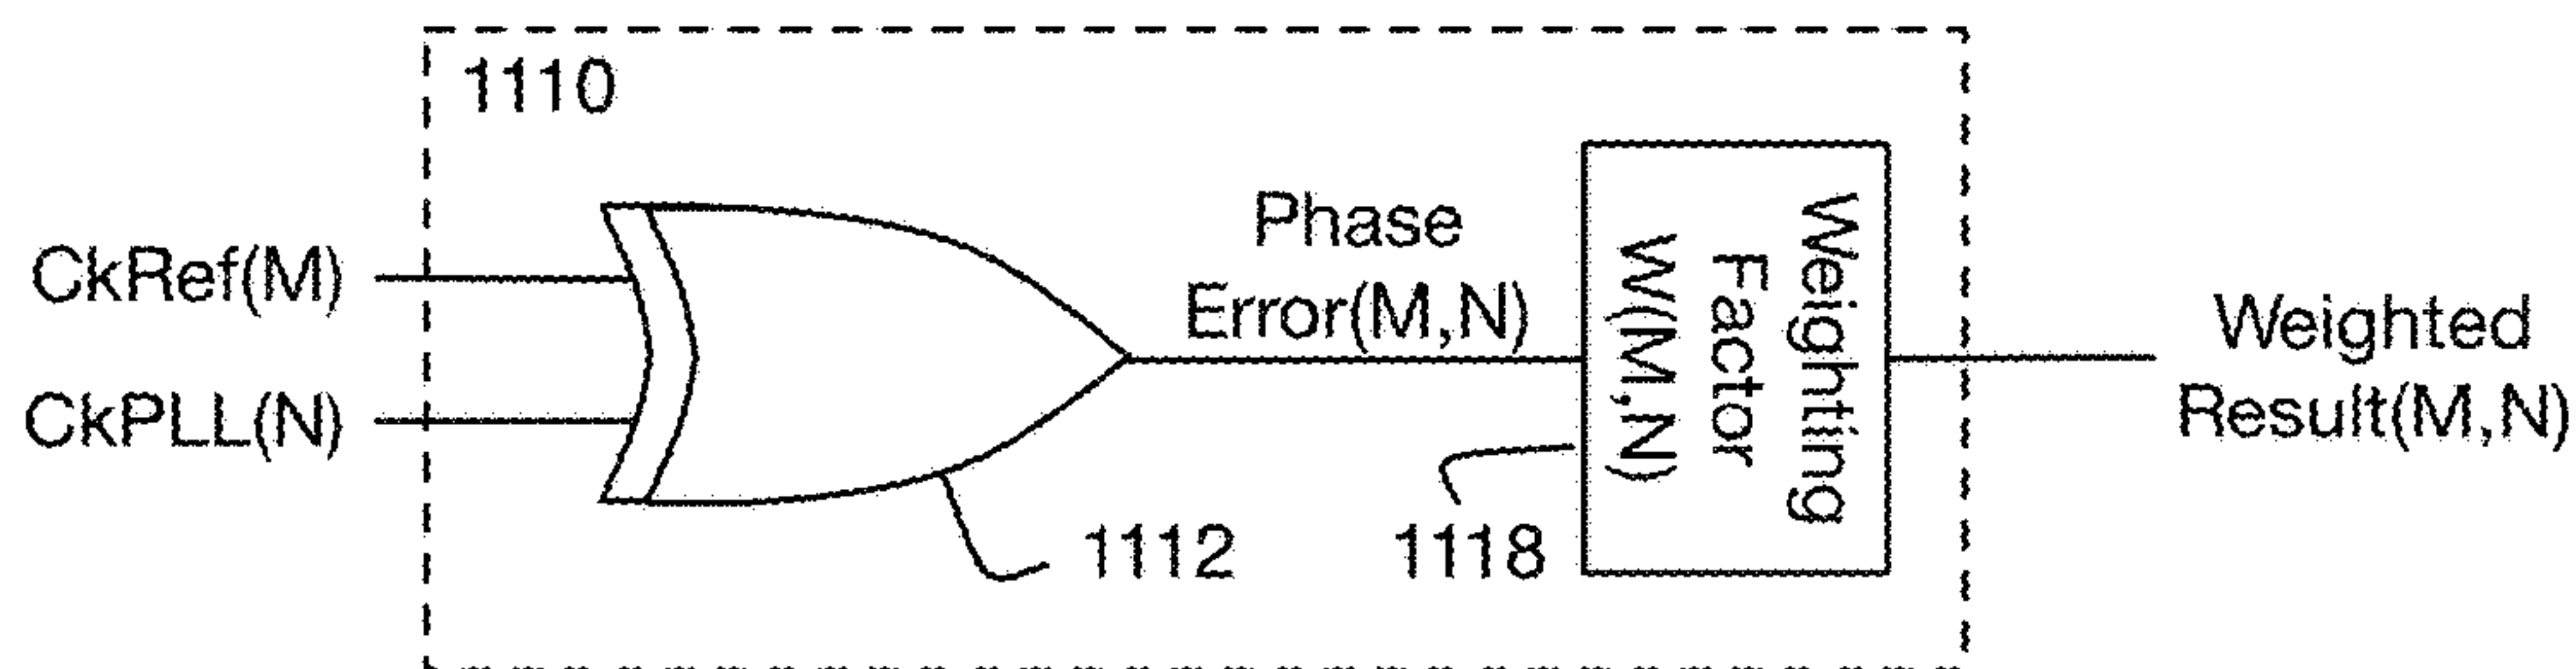 1110
CkRef(M)
CkPLL(N)
Phase
Error(M,N)
1112
1118
Weighting
Factor
W(M,N)
Weighted
Result(M,N)